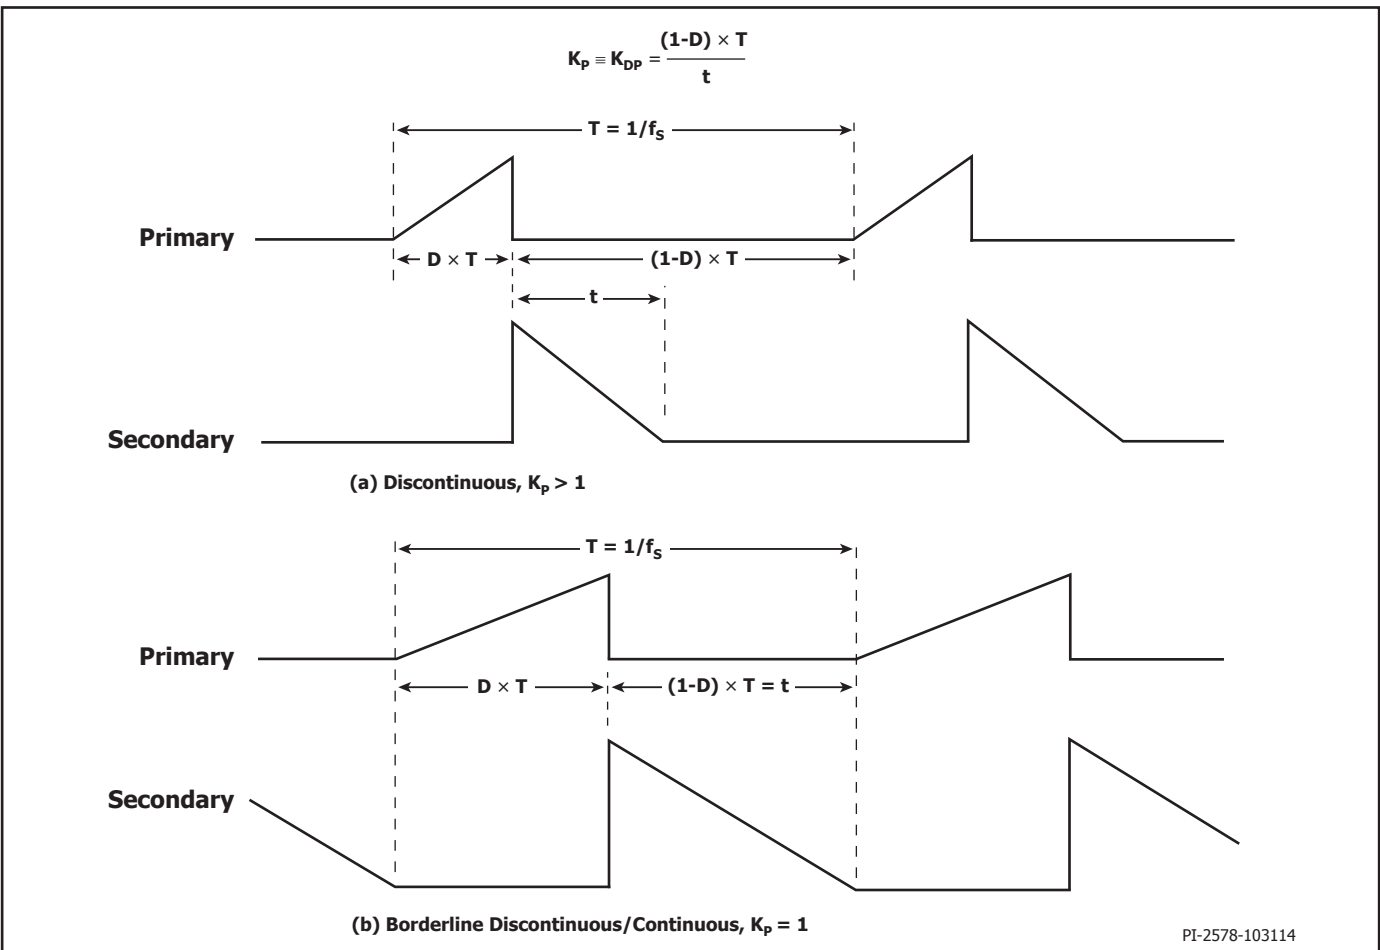 (1-D) × T
K_P ≡ K_DP =
t
T = 1/f_S
Primary
D × T
(1-D) × T
t
Secondary
(a) Discontinuous, K_P > 1
T = 1/f_S
Primary
D × T
(1-D) × T = t
Secondary
(b) Borderline Discontinuous/Continuous, K_P = 1
PI-2578-103114